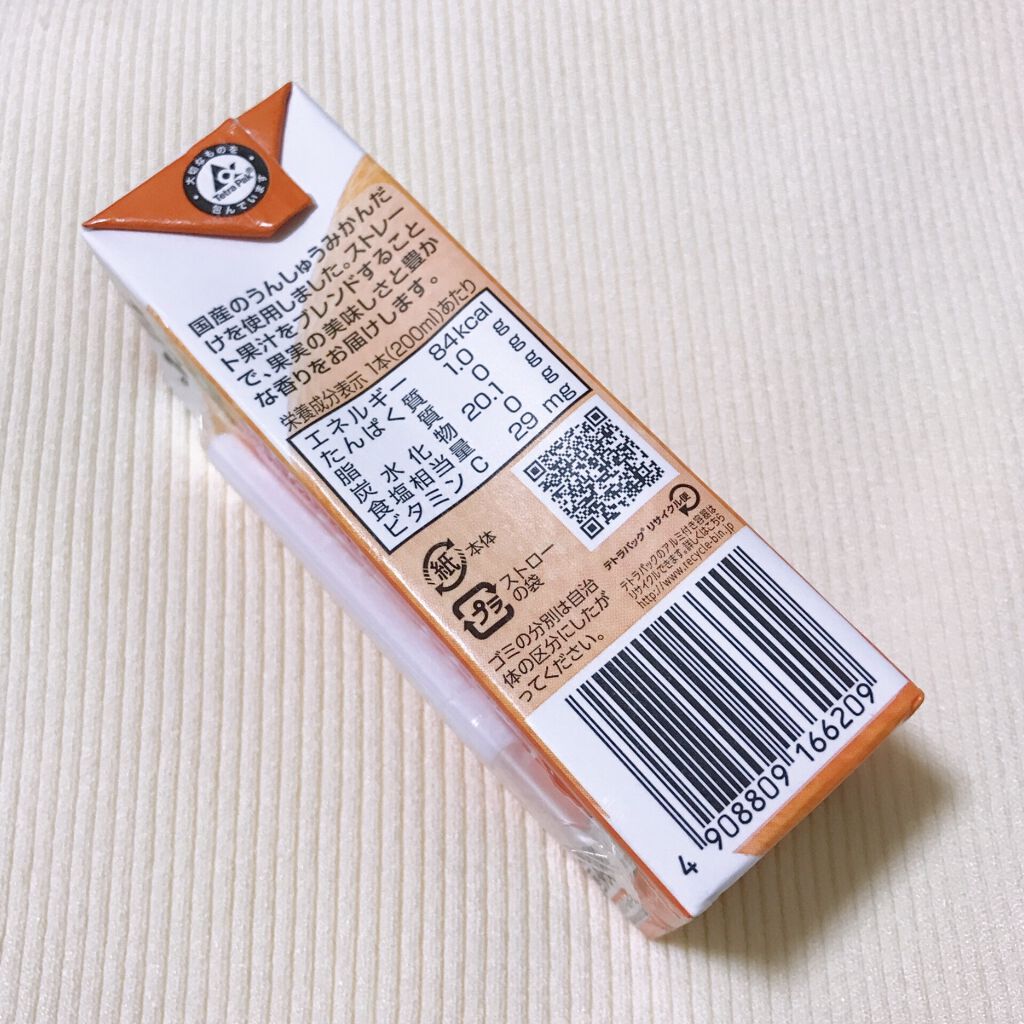 大切なものを
Tetra Pak®
包んでいます
国産のうんしゅうみかんだ
けを使用しました。ストレー
ト果汁をブレンドすること
で、果実の美味しさと豊か
な香りをお届けします。
栄養成分表示 1本(200ml)あたり
エネルギー 84kcal
たんぱく質 1.0 g
脂質 0 g
炭水化物 20.1 g
食塩相当量 0 g
ビタミンC 29 mg
紙 本体
プラ ストロー
の袋
ゴミの分別は自治
体の区分にしたが
ってください。
テトラパック® リサイクル便
テトラパックのアルミ付き容器は
リサイクルできます。詳しくはこちら
http://www.recycle-bin.jp
4 908809 166209